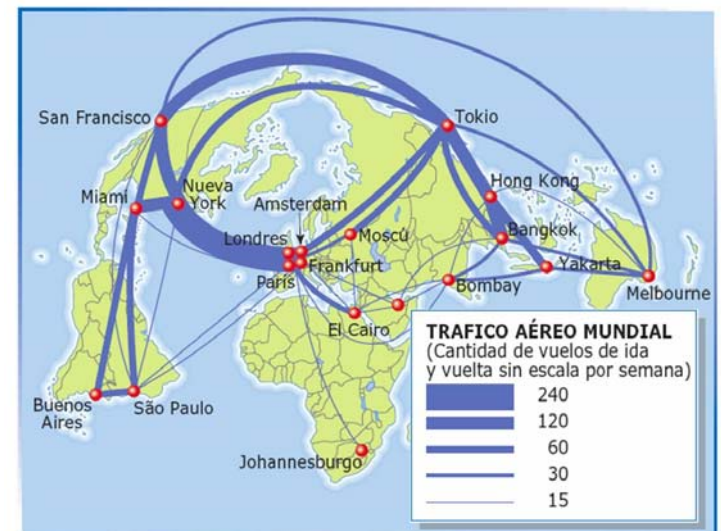 San Francisco
Tokio
Miami
Nueva
York
Amsterdam
Hong Kong
Londres
Moscú
Bangkok
París
Frankfurt
Yakarta
Bombay
Melbourne
El Cairo
Buenos
Aires
São Paulo
Johannesburgo
TRAFICO AÉREO MUNDIAL
(Cantidad de vuelos de ida
y vuelta sin escala por semana)
240
120
60
30
15